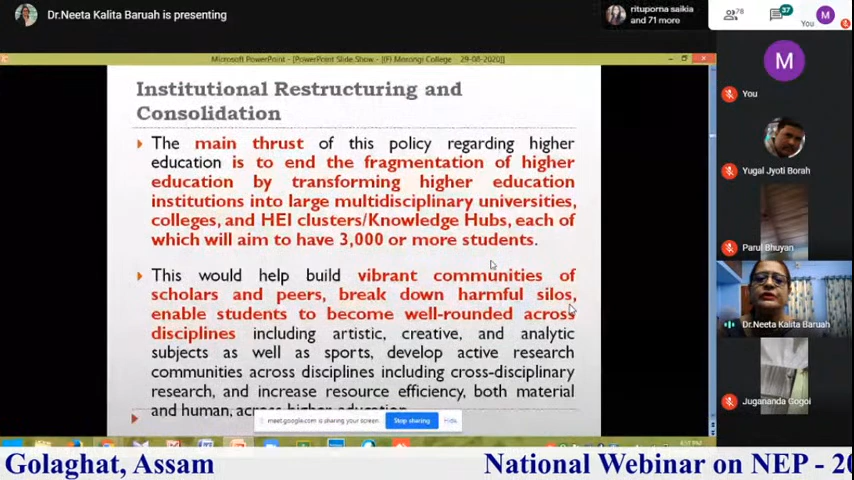 Dr.Neeta Kalita Baruah is presenting
rituporna saikia
and 71 more
78
37
You
M
Microsoft PowerPoint - [PowerPoint Slide Show - ] 29-08-2020]
Institutional Restructuring and
Consolidation
The main thrust of this policy regarding higher
education is to end the fragmentation of higher
education by transforming higher education
institutions into large multidisciplinary universities,
colleges, and HEI clusters/Knowledge Hubs, each of
which will aim to have 3,000 or more students.
This would help build vibrant communities of
scholars and peers, break down harmful silos,
enable students to become well-rounded across
disciplines including artistic, creative, and analytic
subjects as well as sports, develop active research
communities across disciplines including cross-disciplinary
research, and increase resource efficiency, both material
and human, across higher education.
meet.google.com is sharing your screen.
Stop sharing
Hide
M
You
Yugal Jyoti Borah
Parul Bhuyan
Dr.Neeta Kalita Baruah
Jugananda Gogoi
Golaghat, Assam
National Webinar on NEP - 20